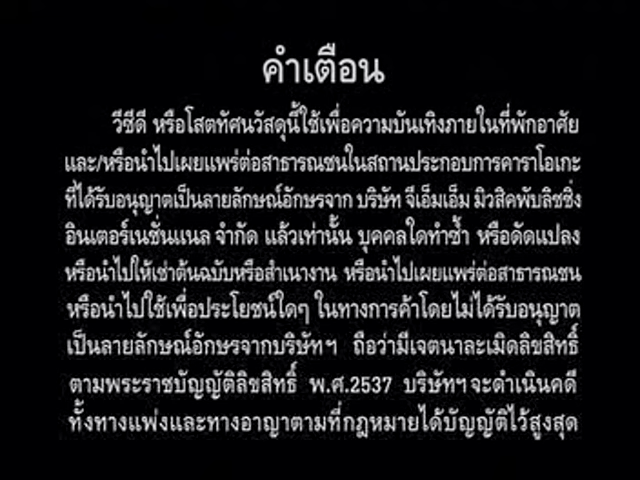 คำเตือน
วีซีดี หรือโสตทัศนวัสดุนี้ใช้เพื่อความบันเทิงภายในที่พักอาศัย
และ/หรือนำไปเผยแพร่ต่อสาธารณชนในสถานประกอบการคาราโอเกะ
ที่ได้รับอนุญาตเป็นลายลักษณ์อักษรจาก บริษัท จีเอ็มเอ็ม มิวสิคพับลิชชิ่ง
อินเตอร์เนชั่นแนล จำกัด แล้วเท่านั้น บุคคลใดทำซ้ำ หรือดัดแปลง
หรือนำไปให้เช่าต้นฉบับหรือสำเนางาน หรือนำไปเผยแพร่ต่อสาธารณชน
หรือนำไปใช้เพื่อประโยชน์ใดๆ ในทางการค้าโดยไม่ได้รับอนุญาต
เป็นลายลักษณ์อักษรจากบริษัทฯ ถือว่ามีเจตนาละเมิดลิขสิทธิ์
ตามพระราชบัญญัติลิขสิทธิ์ พ.ศ.2537 บริษัทฯจะดำเนินคดี
ทั้งทางแพ่งและทางอาญาตามที่กฎหมายได้บัญญัติไว้สูงสุด